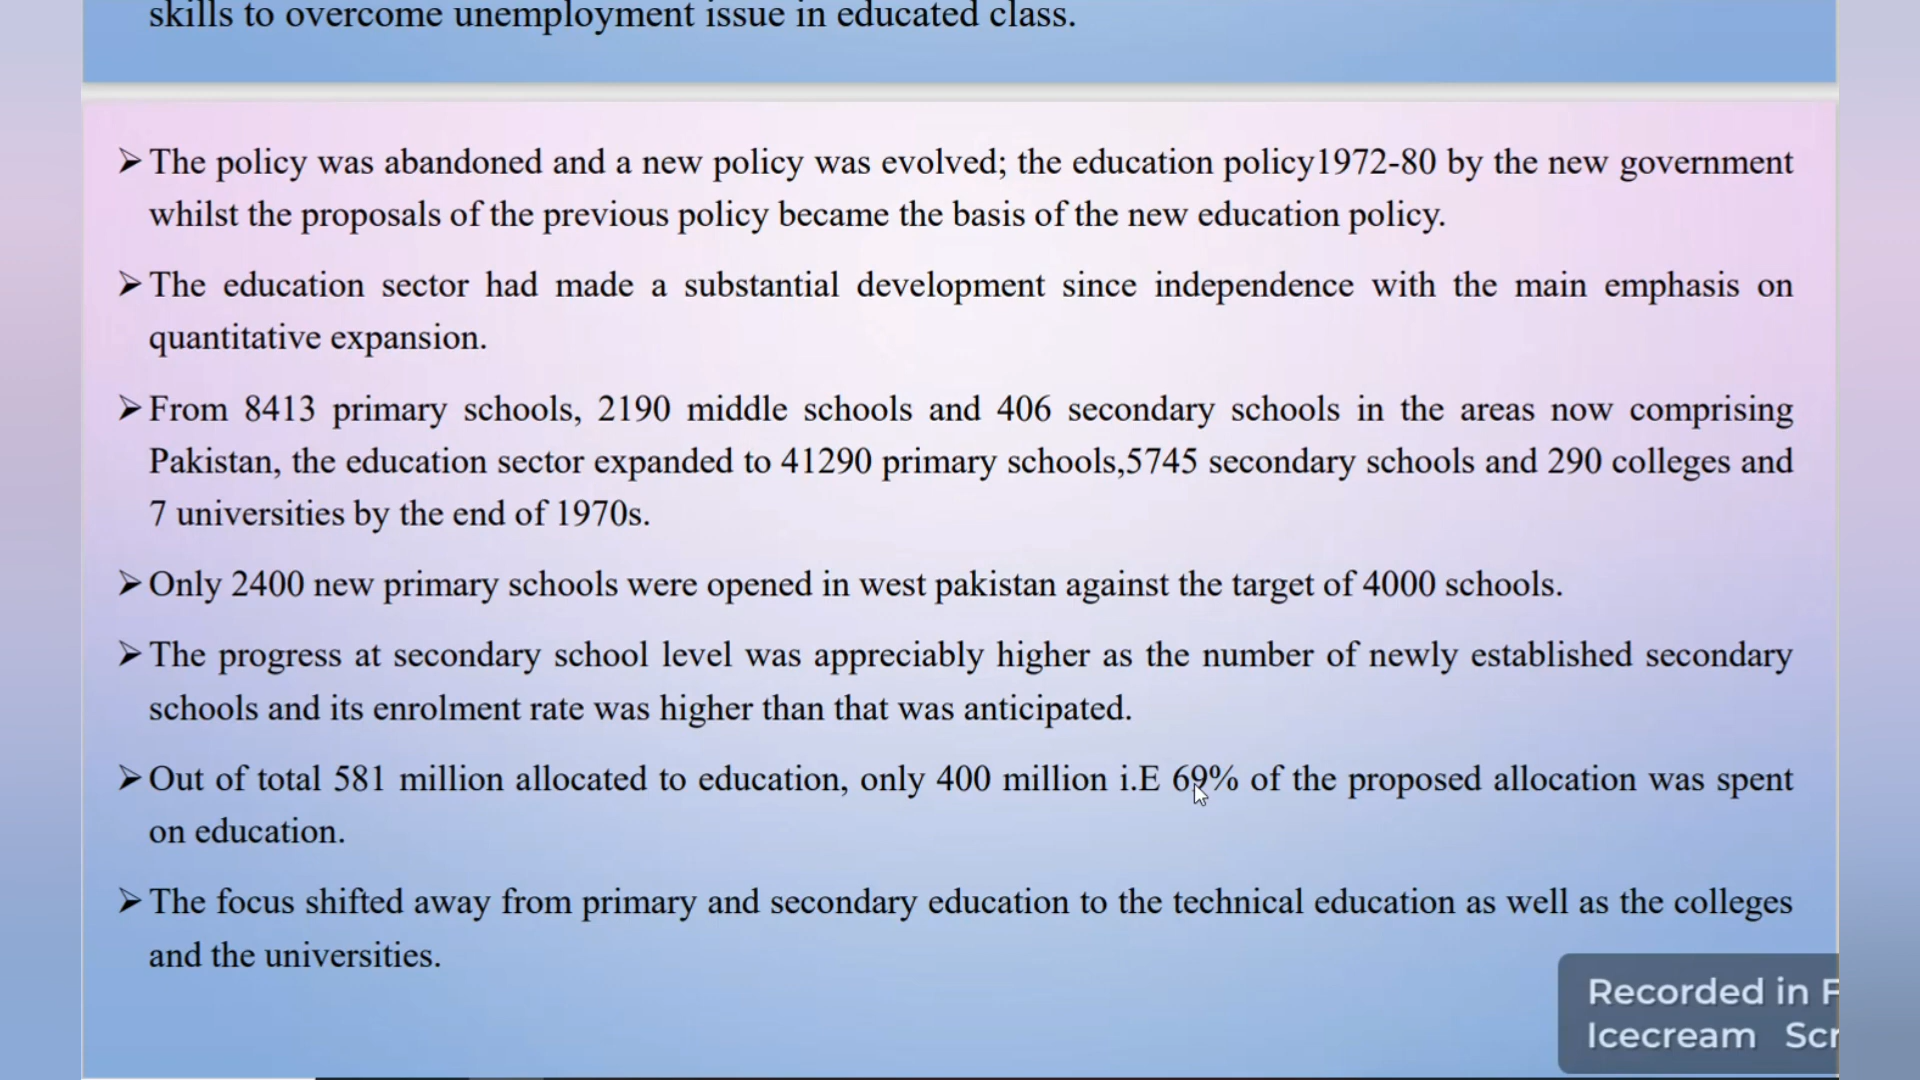 skills to overcome unemployment issue in educated class.
➢The policy was abandoned and a new policy was evolved; the education policy1972-80 by the new government
whilst the proposals of the previous policy became the basis of the new education policy.
➢The education sector had made a substantial development since independence with the main emphasis on
quantitative expansion.
➢From 8413 primary schools, 2190 middle schools and 406 secondary schools in the areas now comprising
Pakistan, the education sector expanded to 41290 primary schools,5745 secondary schools and 290 colleges and
7 universities by the end of 1970s.
➢Only 2400 new primary schools were opened in west pakistan against the target of 4000 schools.
➢The progress at secondary school level was appreciably higher as the number of newly established secondary
schools and its enrolment rate was higher than that was anticipated.
➢Out of total 581 million allocated to education, only 400 million i.E 69% of the proposed allocation was spent
on education.
➢The focus shifted away from primary and secondary education to the technical education as well as the colleges
and the universities.
Recorded in
Icecream